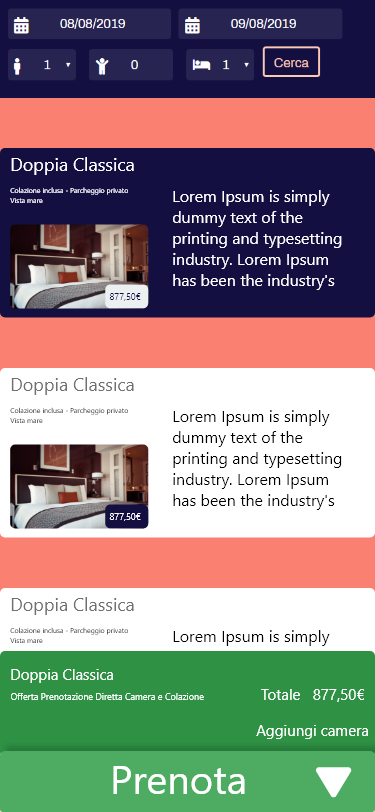 08/08/2019 09/08/2019
1 0 1 Cerca
Doppia Classica
Colazione inclusa - Parcheggio privato
Vista mare
Lorem Ipsum is simply
dummy text of the
printing and typesetting
industry. Lorem Ipsum
has been the industry's
877,50€
Doppia Classica
Colazione inclusa - Parcheggio privato
Vista mare
Lorem Ipsum is simply
dummy text of the
printing and typesetting
industry. Lorem Ipsum
has been the industry's
877,50€
Doppia Classica
Colazione inclusa - Parcheggio privato
Vista mare
Lorem Ipsum is simply
Doppia Classica
Offerta Prenotazione Diretta Camera e Colazione
Totale 877,50€
Aggiungi camera
Prenota